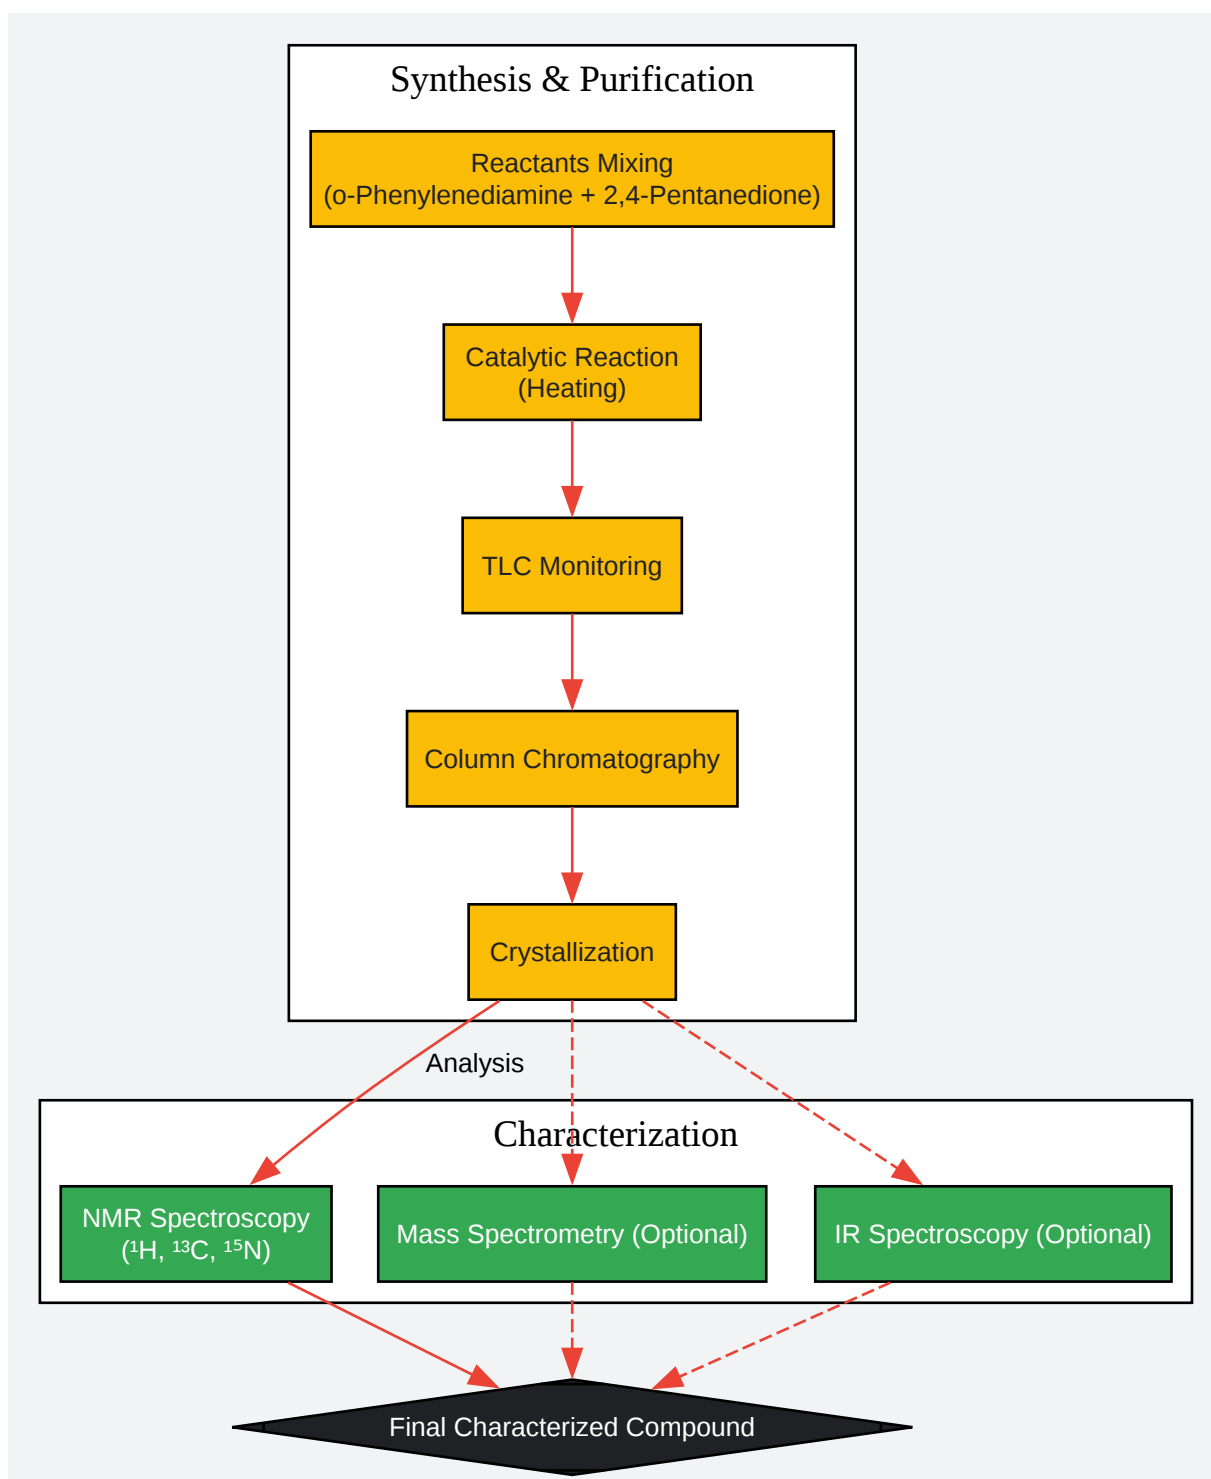 Synthesis & Purification
Reactants Mixing
(o-Phenylenediamine + 2,4-Pentanedione)
Catalytic Reaction
(Heating)
TLC Monitoring
Column Chromatography
Crystallization
Analysis
Characterization
NMR Spectroscopy
(¹H, ¹³C, ¹⁵N)
Mass Spectrometry (Optional)
IR Spectroscopy (Optional)
Final Characterized Compound